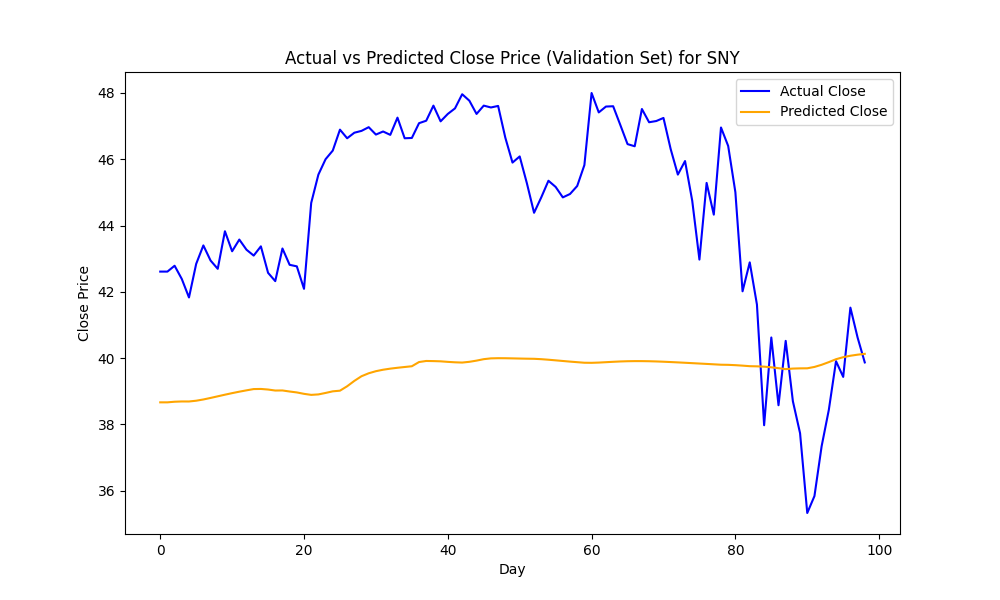 Actual vs Predicted Close Price (Validation Set) for SNY
Actual Close
Predicted Close
Close Price
48
46
44
42
40
38
36
0 20 40 60 80 100
Day